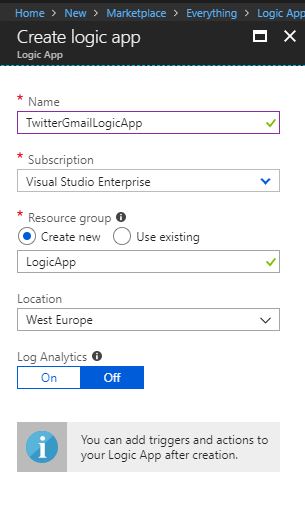 Home > New > Marketplace > Everything > Logic App
Create logic app
Logic App
* Name
TwitterGmailLogicApp
* Subscription
Visual Studio Enterprise
* Resource group
Create new Use existing
LogicApp
Location
West Europe
Log Analytics
On Off
You can add triggers and actions to
your Logic App after creation.